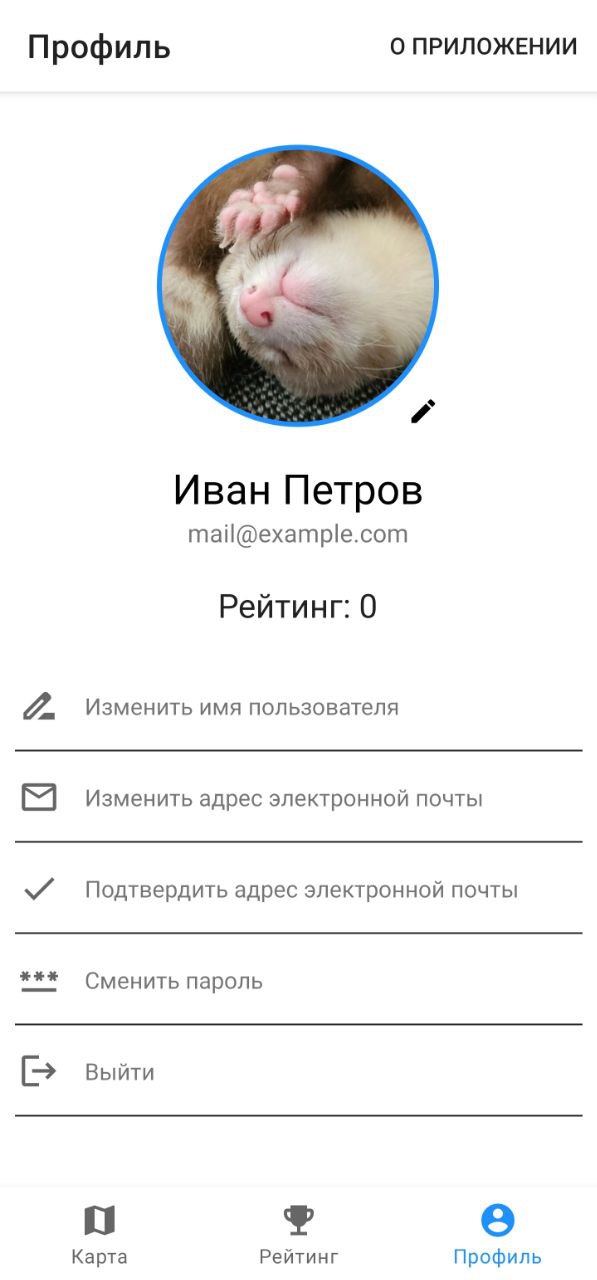 Профиль
О ПРИЛОЖЕНИИ
Иван Петров
mail@example.com
Рейтинг: 0
Изменить имя пользователя
Изменить адрес электронной почты
Подтвердить адрес электронной почты
Сменить пароль
Выйти
Карта
Рейтинг
Профиль